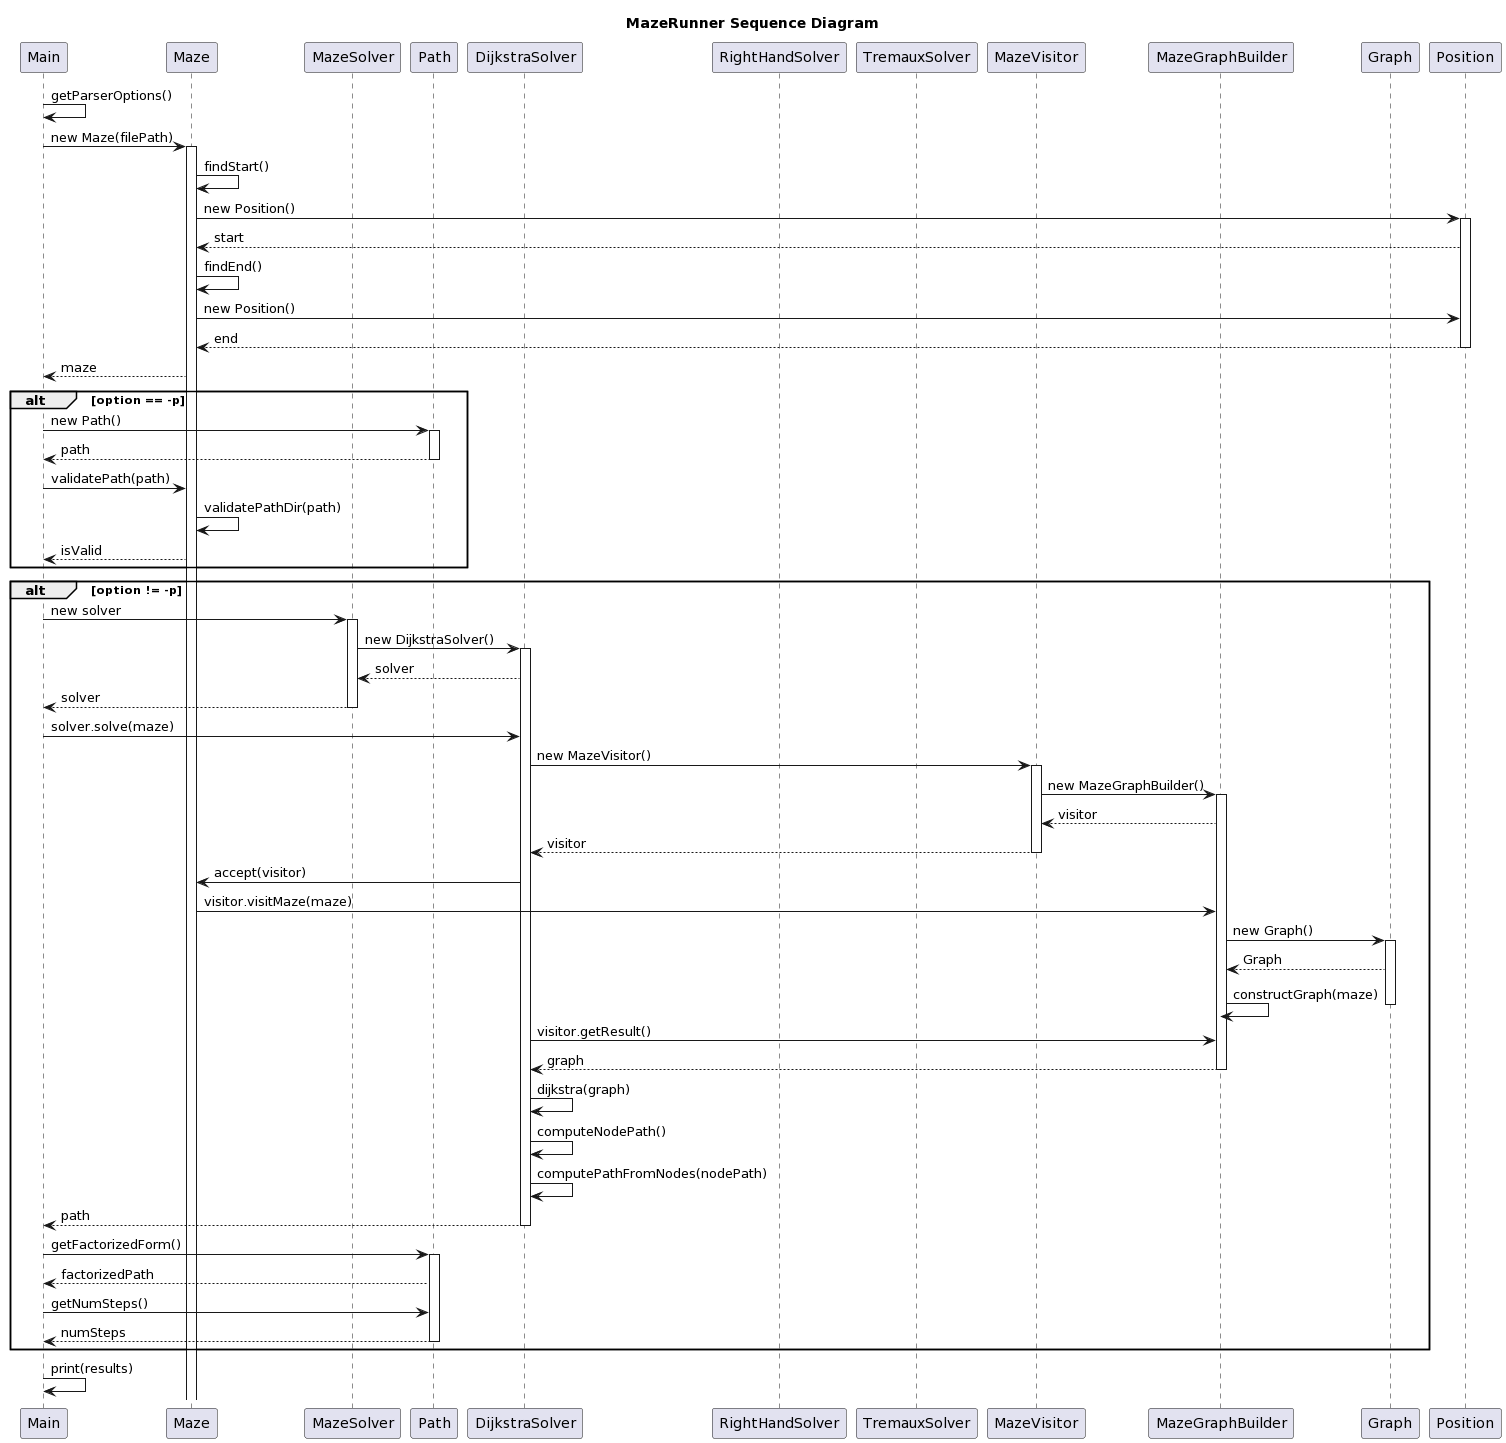 MazeRunner Sequence Diagram
Main Maze MazeSolver Path DijkstraSolver RightHandSolver TremauxSolver MazeVisitor MazeGraphBuilder Graph Position
getParserOptions()
new Maze(filePath)
findStart()
new Position()
start
findEnd()
new Position()
end
maze
alt [option == -p]
new Path()
path
validatePath(path)
validatePathDir(path)
isValid
alt [option != -p]
new solver
new DijkstraSolver()
solver
solver
solver.solve(maze)
new MazeVisitor()
new MazeGraphBuilder()
visitor
visitor
accept(visitor)
visitor.visitMaze(maze)
new Graph()
Graph
constructGraph(maze)
visitor.getResult()
graph
dijkstra(graph)
computeNodePath()
computePathFromNodes(nodePath)
path
getFactorizedForm()
factorizedPath
getNumSteps()
numSteps
print(results)
Main Maze MazeSolver Path DijkstraSolver RightHandSolver TremauxSolver MazeVisitor MazeGraphBuilder Graph Position